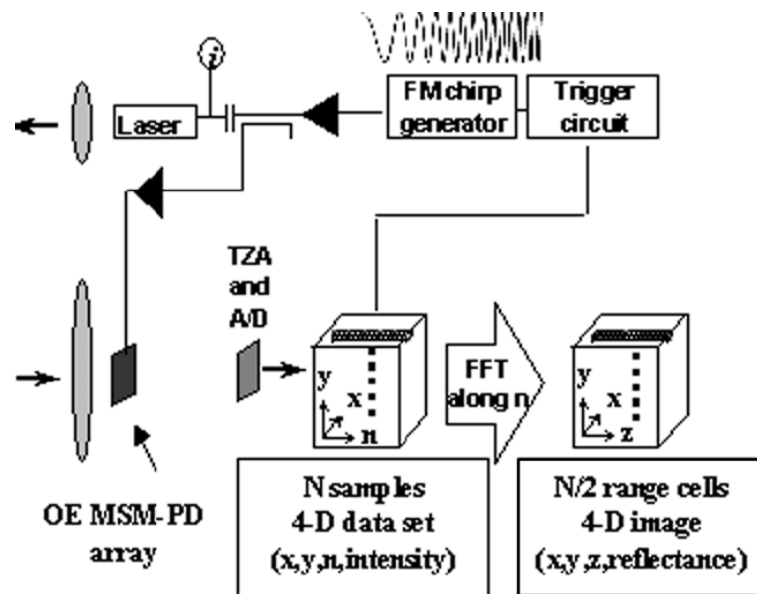 i
Laser
FM chirp
generator
Trigger
circuit
TZA
and
A/D
y
x
n
FFT
along n
y
x
z
OE MSM-PD
array
N samples
4-D data set
(x,y,n,intensity)
N/2 range cells
4-D image
(x,y,z,reflectance)